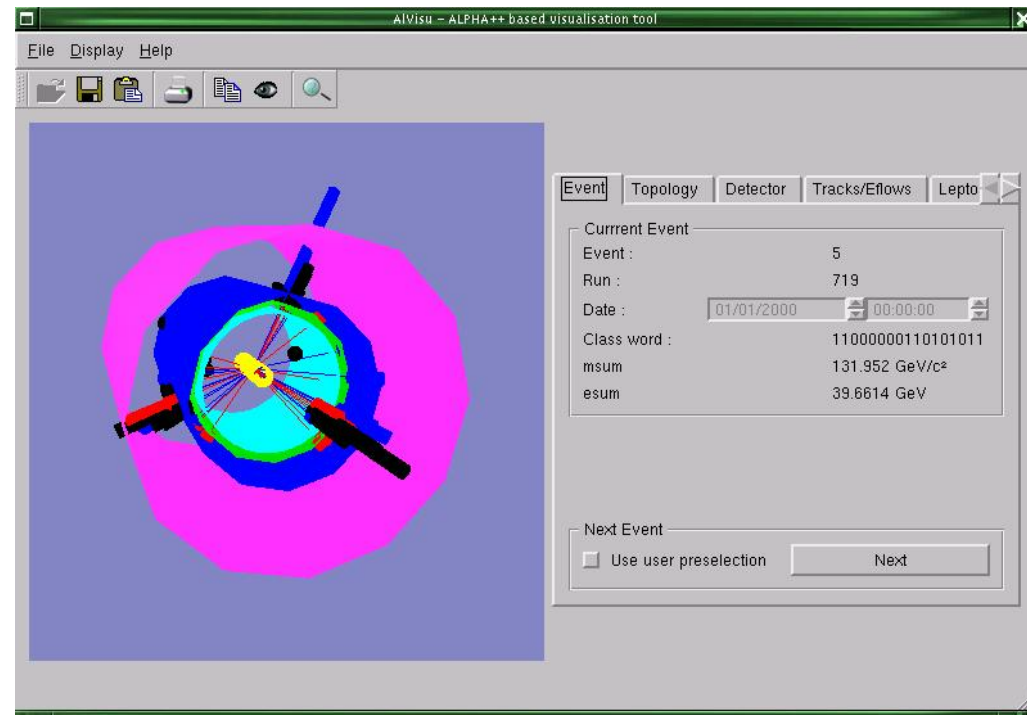 AlVisu – ALPHA++ based visualisation tool
File Display Help
Event Topology Detector Tracks/Eflows Lepto
Currrent Event
Event : 5
Run : 719
Date : 01/01/2000 00:00:00
Class word : 11000000110101011
msum 131.952 GeV/c²
esum 39.6614 GeV
Next Event
Use user preselection Next